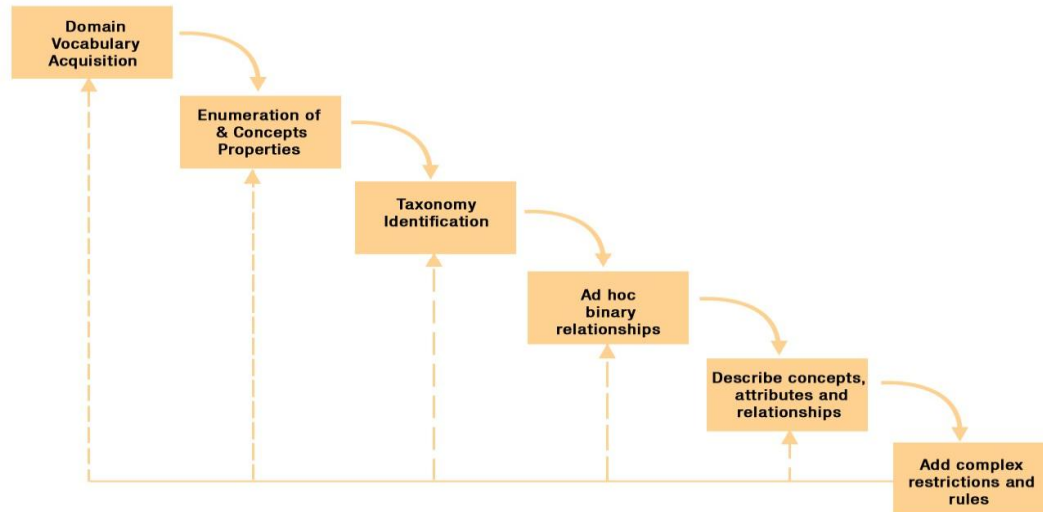 Domain
Vocabulary
Acquisition
Enumeration of
& Concepts
Properties
Taxonomy
Identification
Ad hoc
binary
relationships
Describe concepts,
attributes and
relationships
Add complex
restrictions and
rules